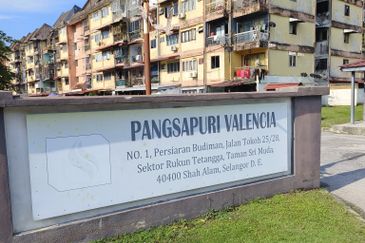 PANGSAPURI VALENCIA
NO. 1, Persiaran Budiman, Jalan Tokoh 25/28,
Sektor Rukun Tetangga, Taman Sri Muda,
40400 Shah Alam, Selangor D. E.